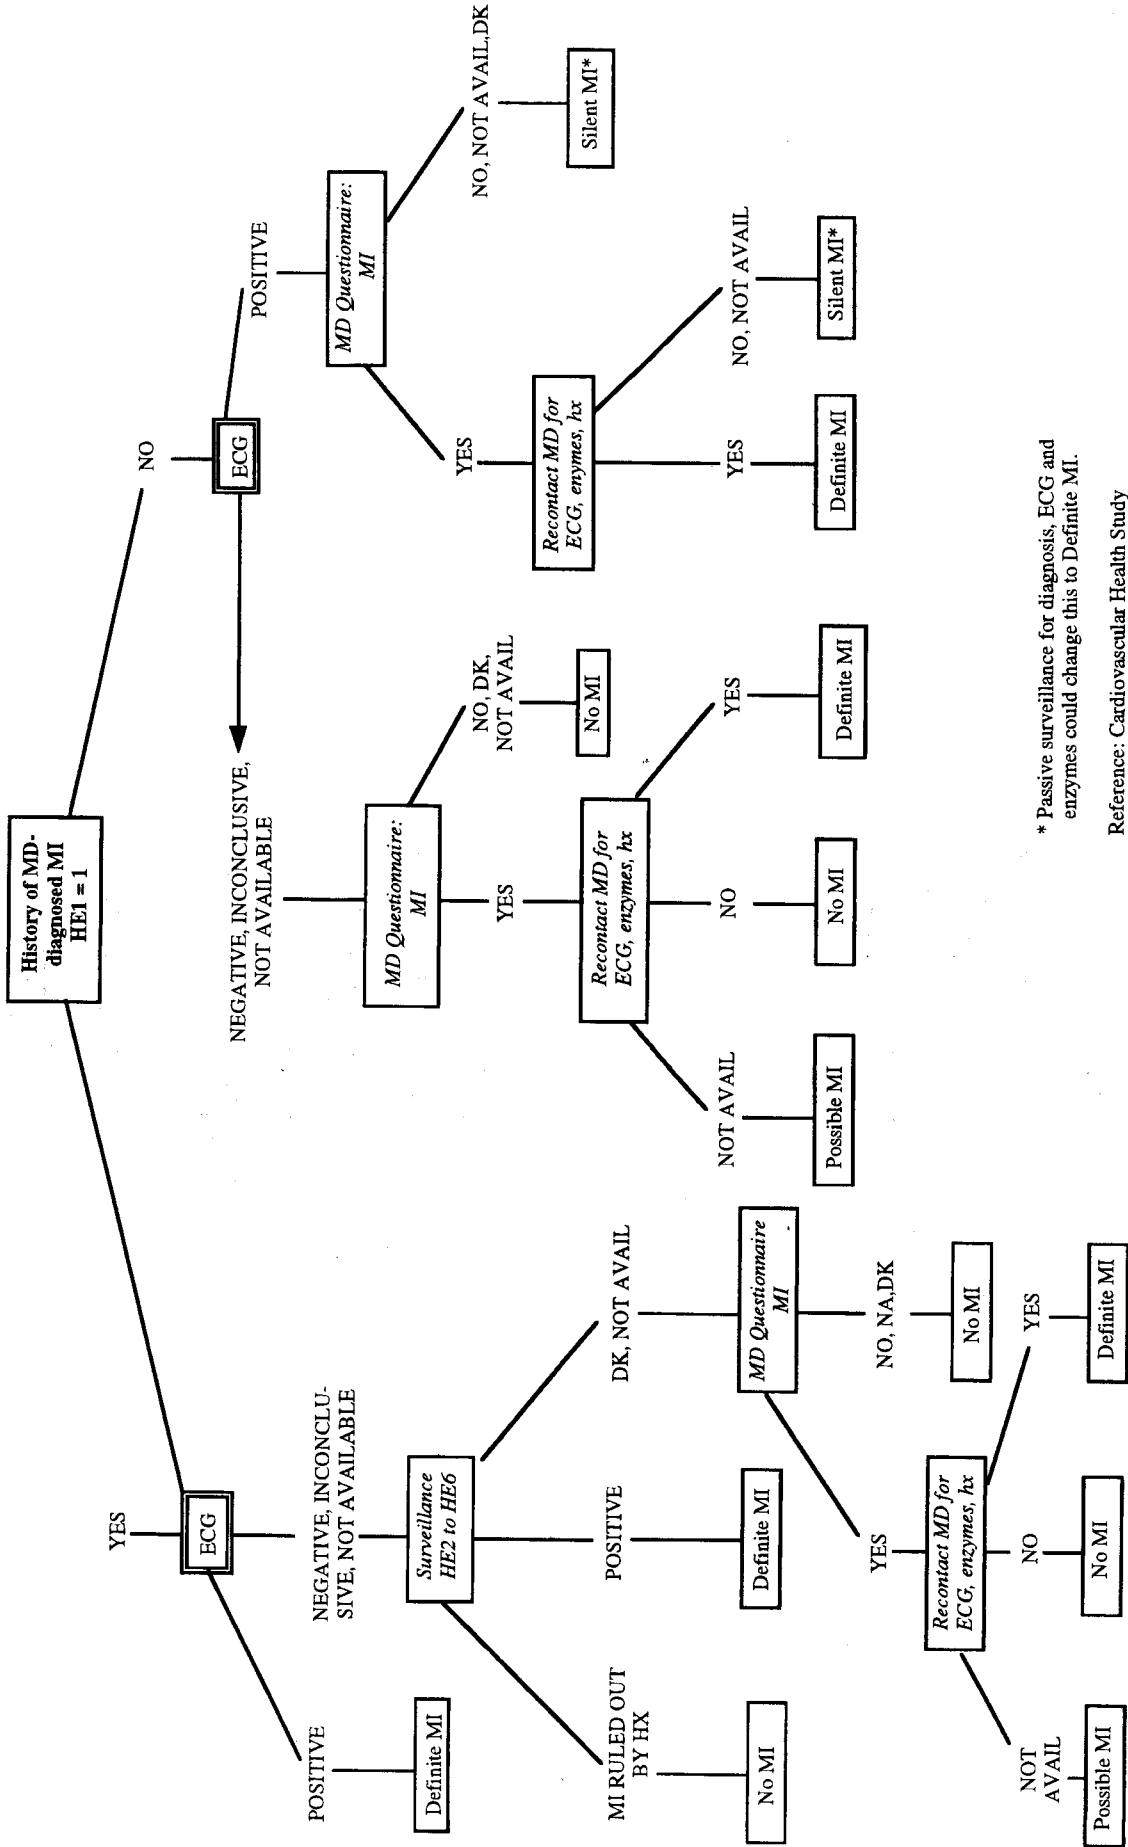 History of MD-
diagnosed MI
HE1 = 1
YES
ECG
POSITIVE
Definite MI
NEGATIVE, INCONCLU-
SIVE, NOT AVAILABLE
Surveillance
HE2 to HE6
MI RULED OUT
BY HX
No MI
POSITIVE
Definite MI
DK, NOT AVAIL
MD Questionnaire
MI
YES
Recontact MD for
ECG, enzymes, hx
NOT
AVAIL
Possible MI
NO
No MI
YES
Definite MI
NO, NA,DK
No MI
NO
ECG
NEGATIVE, INCONCLUSIVE,
NOT AVAILABLE
MD Questionnaire:
MI
YES
Recontact MD for
ECG, enzymes, hx
NOT AVAIL
Possible MI
NO
No MI
YES
Definite MI
NO, DK,
NOT AVAIL
No MI
POSITIVE
MD Questionnaire:
MI
YES
Recontact MD for
ECG, enymes, hx
YES
Definite MI
NO, NOT AVAIL
Silent MI*
NO, NOT AVAIL,DK
Silent MI*
* Passive surveillance for diagnosis, ECG and
enzymes could change this to Definite MI.
Reference: Cardiovascular Health Study